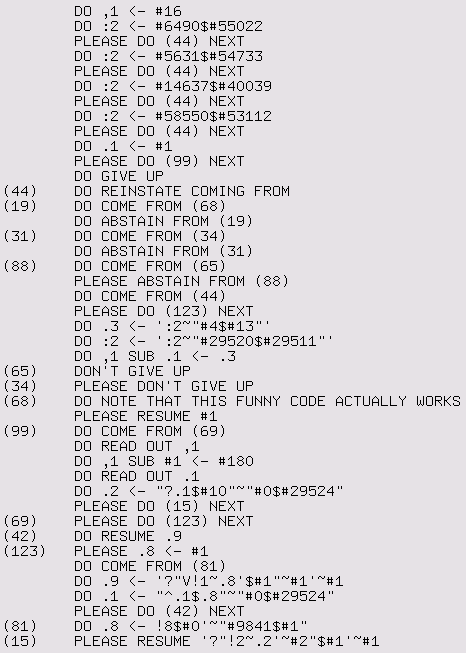 DO ,1 <- #16
DO :2 <- #6490$#55022
PLEASE DO (44) NEXT
DO :2 <- #5631$#54733
PLEASE DO (44) NEXT
DO :2 <- #14637$#40039
PLEASE DO (44) NEXT
DO :2 <- #58550$#53112
PLEASE DO (44) NEXT
DO .1 <- #1
PLEASE DO (99) NEXT
DO GIVE UP
(44) DO REINSTATE COMING FROM
(19) DO COME FROM (68)
DO ABSTAIN FROM (19)
(31) DO COME FROM (34)
DO ABSTAIN FROM (31)
(88) DO COME FROM (65)
PLEASE ABSTAIN FROM (88)
DO COME FROM (44)
PLEASE DO (123) NEXT
DO .3 <- ':2~"#4$#13"'
DO :2 <- ':2~"#29520$#29511"'
DO ,1 SUB .1 <- .3
(65) DON'T GIVE UP
(34) PLEASE DON'T GIVE UP
(68) DO NOTE THAT THIS FUNNY CODE ACTUALLY WORKS
PLEASE RESUME #1
(99) DO COME FROM (69)
DO READ OUT ,1
DO ,1 SUB #1 <- #180
DO READ OUT .1
DO .2 <- "?.1$#10"~"#0$#29524"
PLEASE DO (15) NEXT
(69) PLEASE DO (123) NEXT
(42) DO RESUME .9
(123) PLEASE .8 <- #1
DO COME FROM (81)
DO .9 <- '?"V!1~.8'$#1"~#1'~#1
DO .1 <- "^.1$.8"~"#0$#29524"
PLEASE DO (42) NEXT
(81) DO .8 <- !8$#0'~"#9841$#1"
(15) PLEASE RESUME '?"!2~.2'~#2"$#1'~#1